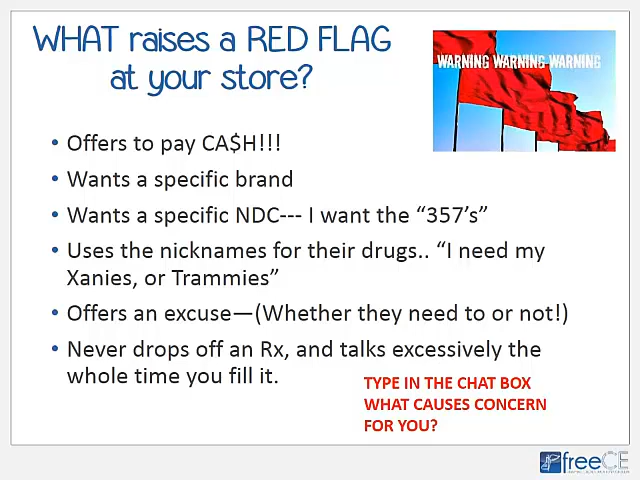 WHAT raises a RED FLAG
at your store?
WARNING WARNING WARNING
• Offers to pay CA$H!!!
• Wants a specific brand
• Wants a specific NDC--- I want the “357’s”
• Uses the nicknames for their drugs.. “I need my
Xanies, or Trammies”
• Offers an excuse—(Whether they need to or not!)
• Never drops off an Rx, and talks excessively the
whole time you fill it.
TYPE IN THE CHAT BOX
WHAT CAUSES CONCERN
FOR YOU?
freeCE